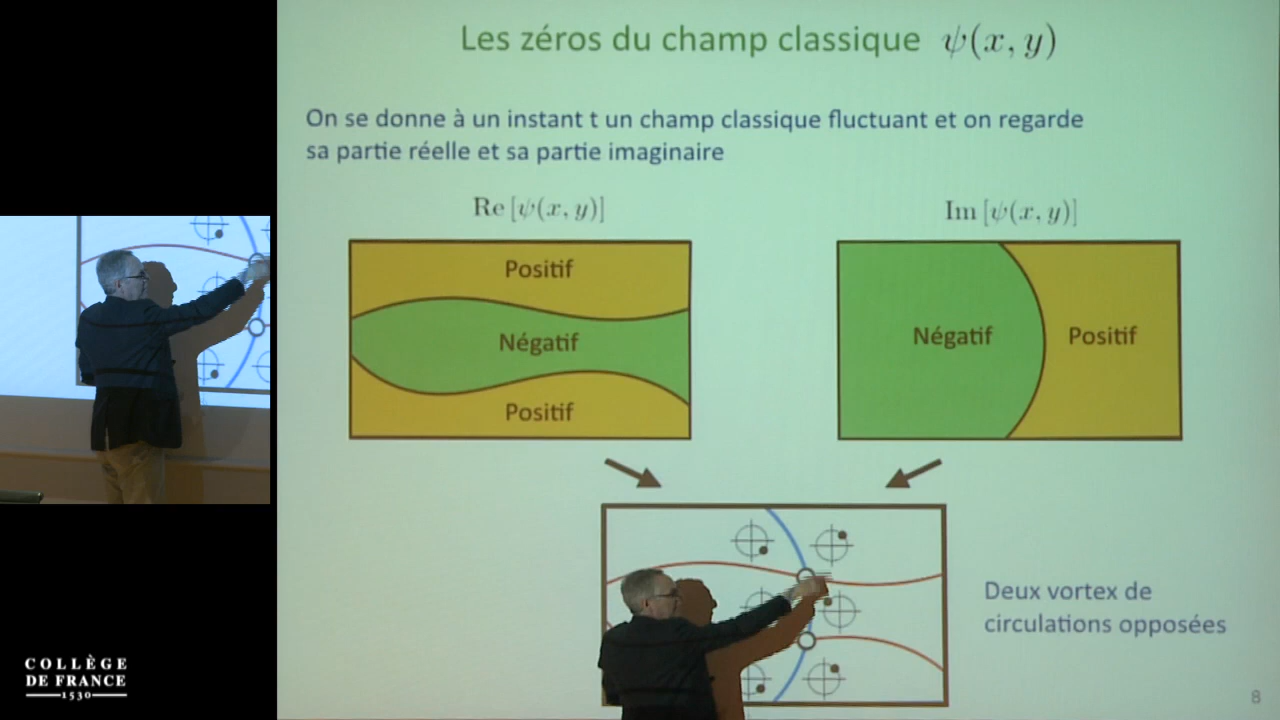 Les zéros du champ classique ψ(x, y)
On se donne à un instant t un champ classique fluctuant et on regarde
sa partie réelle et sa partie imaginaire
Re [ψ(x, y)]
Im [ψ(x, y)]
Positif
Négatif
Positif
Négatif
Positif
Deux vortex de
circulations opposées
COLLÈGE
DE FRANCE
1530
8